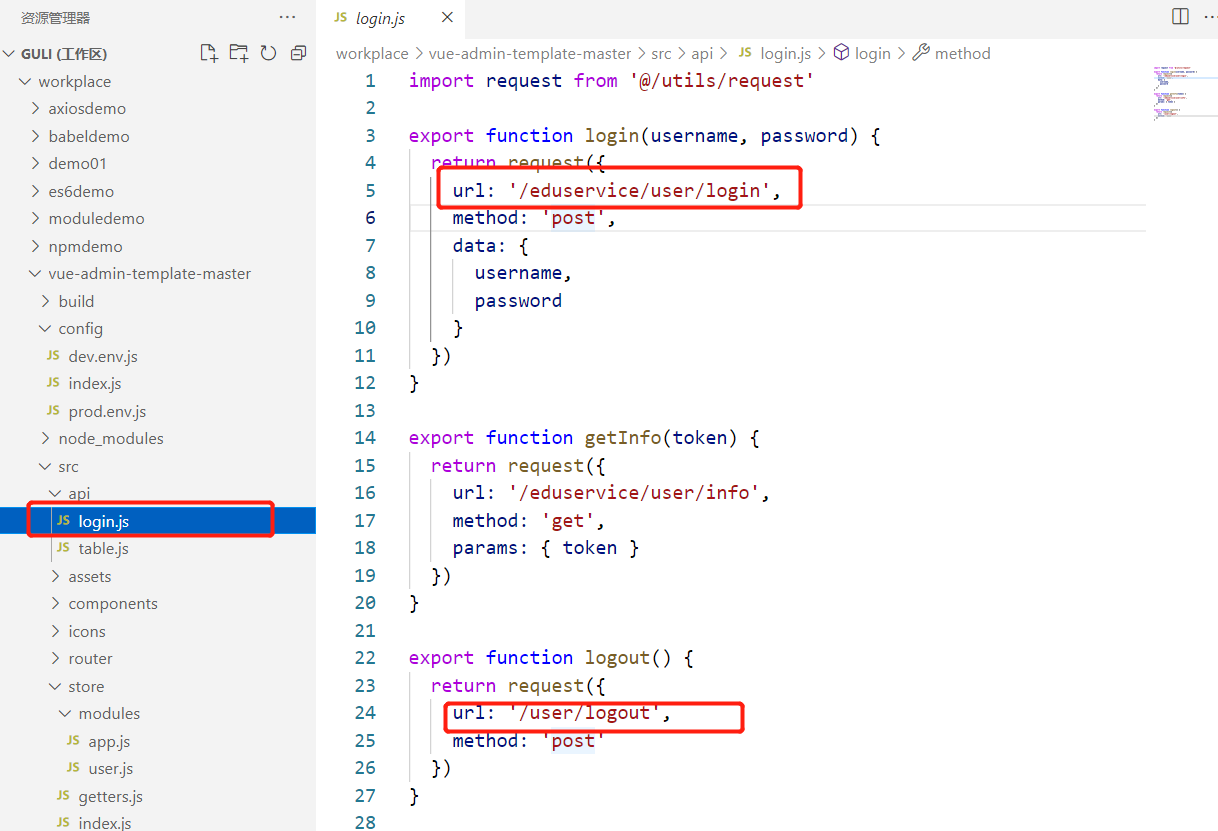 资源管理器
GULI (工作区)
workplace
axiosdemo
babeldemo
demo01
es6demo
moduledemo
npmdemo
vue-admin-template-master
build
config
JS dev.env.js
JS index.js
JS prod.env.js
node_modules
src
api
JS login.js
JS table.js
assets
components
icons
router
store
modules
JS app.js
JS user.js
JS getters.js
JS index.js
JS login.js
workplace > vue-admin-template-master > src > api > JS login.js > login > method
1 import request from '@/utils/request'
2
3 export function login(username, password) {
4 return request({
5 url: '/eduservice/user/login',
6 method: 'post',
7 data: {
8 username,
9 password
10 }
11 })
12 }
13
14 export function getInfo(token) {
15 return request({
16 url: '/eduservice/user/info',
17 method: 'get',
18 params: { token }
19 })
20 }
21
22 export function logout() {
23 return request({
24 url: '/user/logout',
25 method: 'post'
26 })
27 }
28